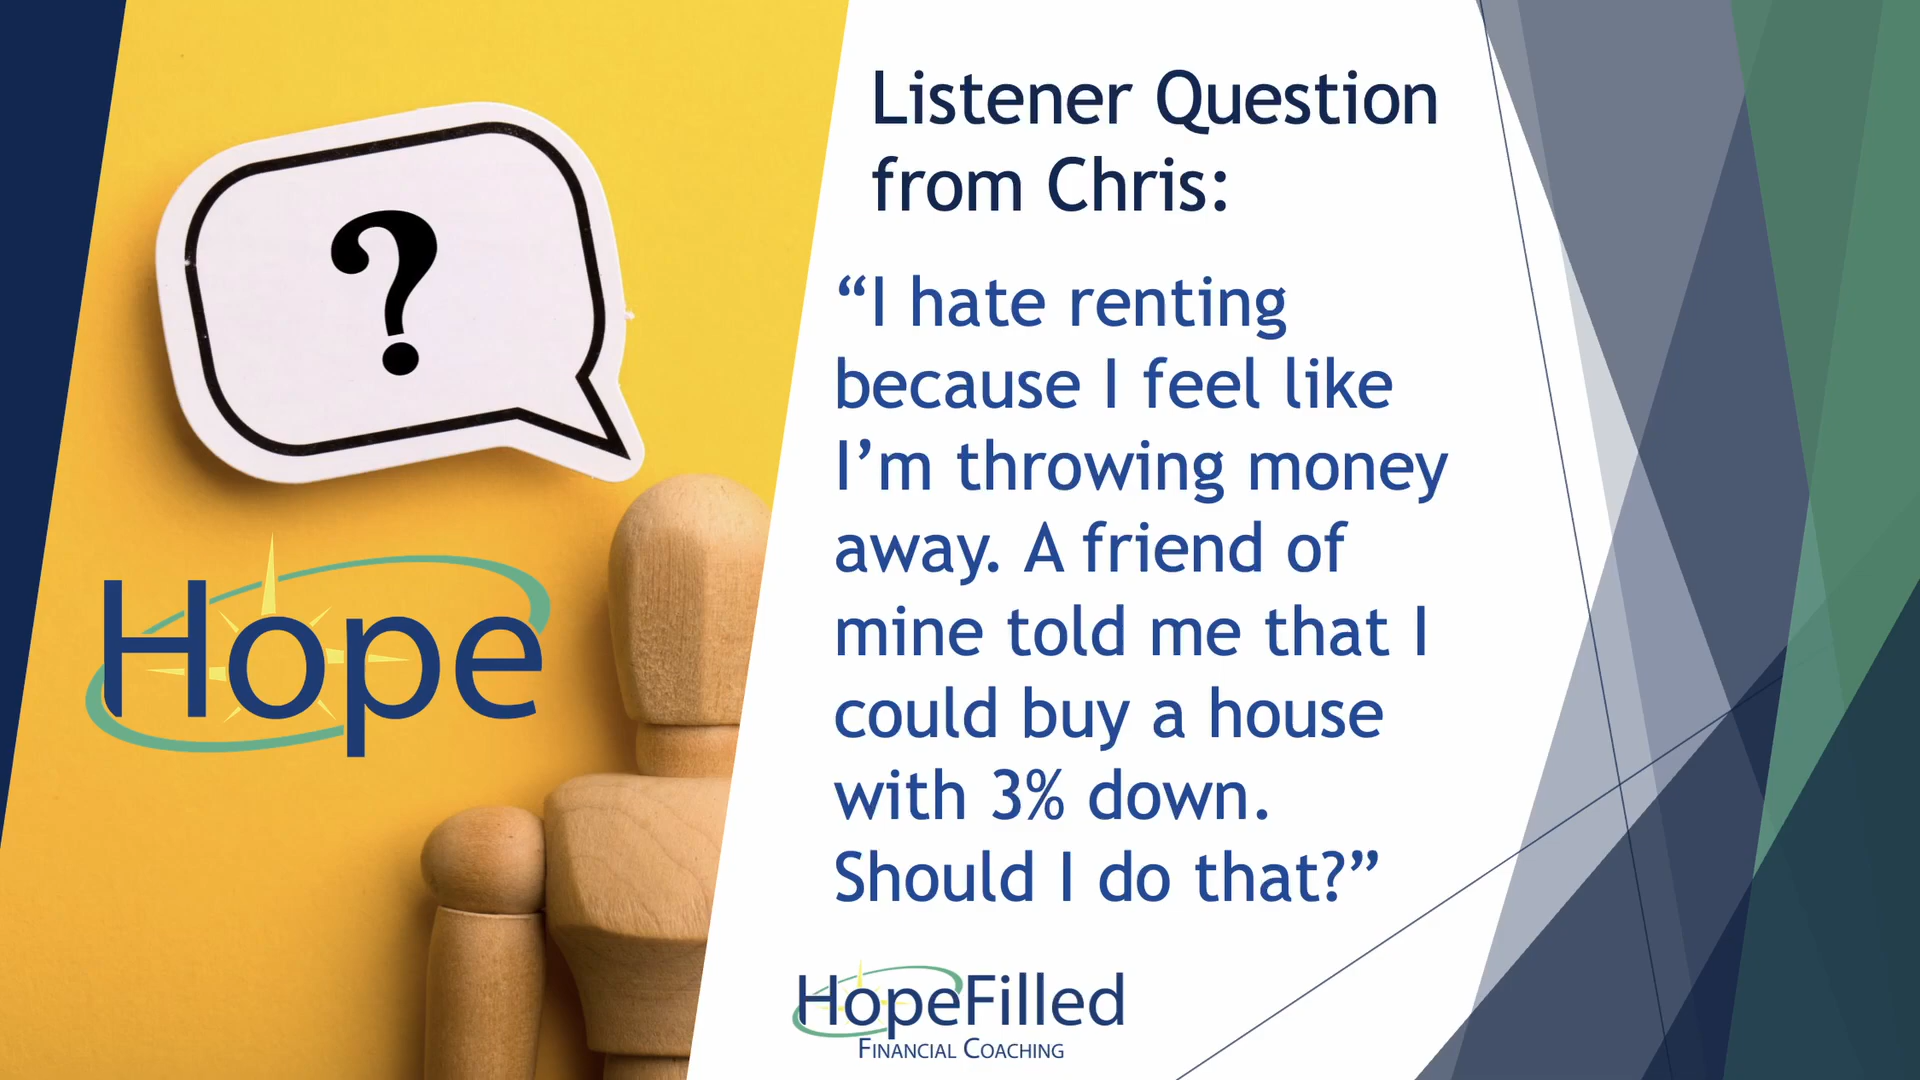 ?
Hope
Listener Question
from Chris:
“I hate renting
because I feel like
I’m throwing money
away. A friend of
mine told me that I
could buy a house
with 3% down.
Should I do that?”
HopeFilled
Financial Coaching